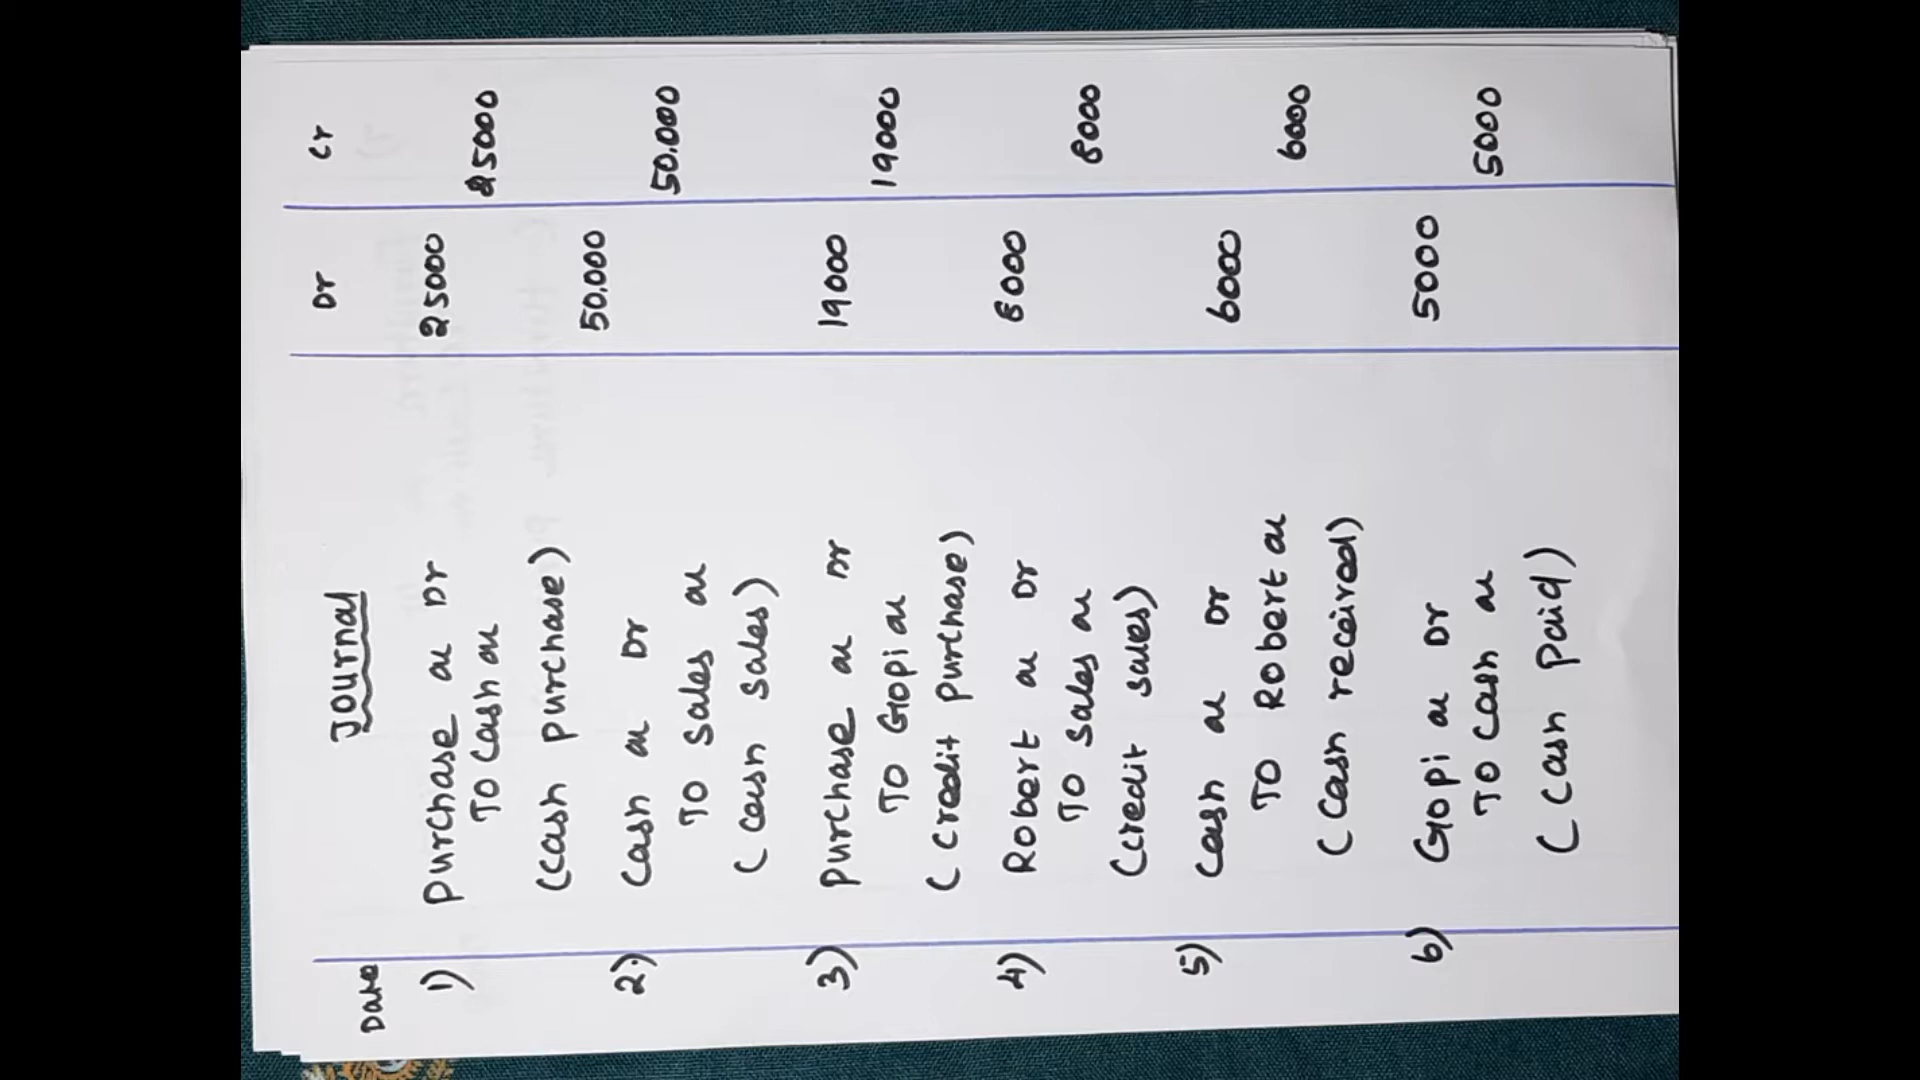 Journal
Date Dr Cr
1) Purchase a/c Dr 25000
To Cash a/c 25000
(Cash purchase)
2) Cash a/c Dr 50.000
To Sales a/c 50.000
(Cash sales)
3) Purchase a/c Dr 19000
To Gopi a/c 19000
(Credit purchase)
4) Robert a/c Dr 8000
To Sales a/c 8000
(Credit sales)
5) Cash a/c Dr 6000
To Robert a/c 6000
(Cash received)
6) Gopi a/c Dr 5000
To Cash a/c 5000
(Cash paid)